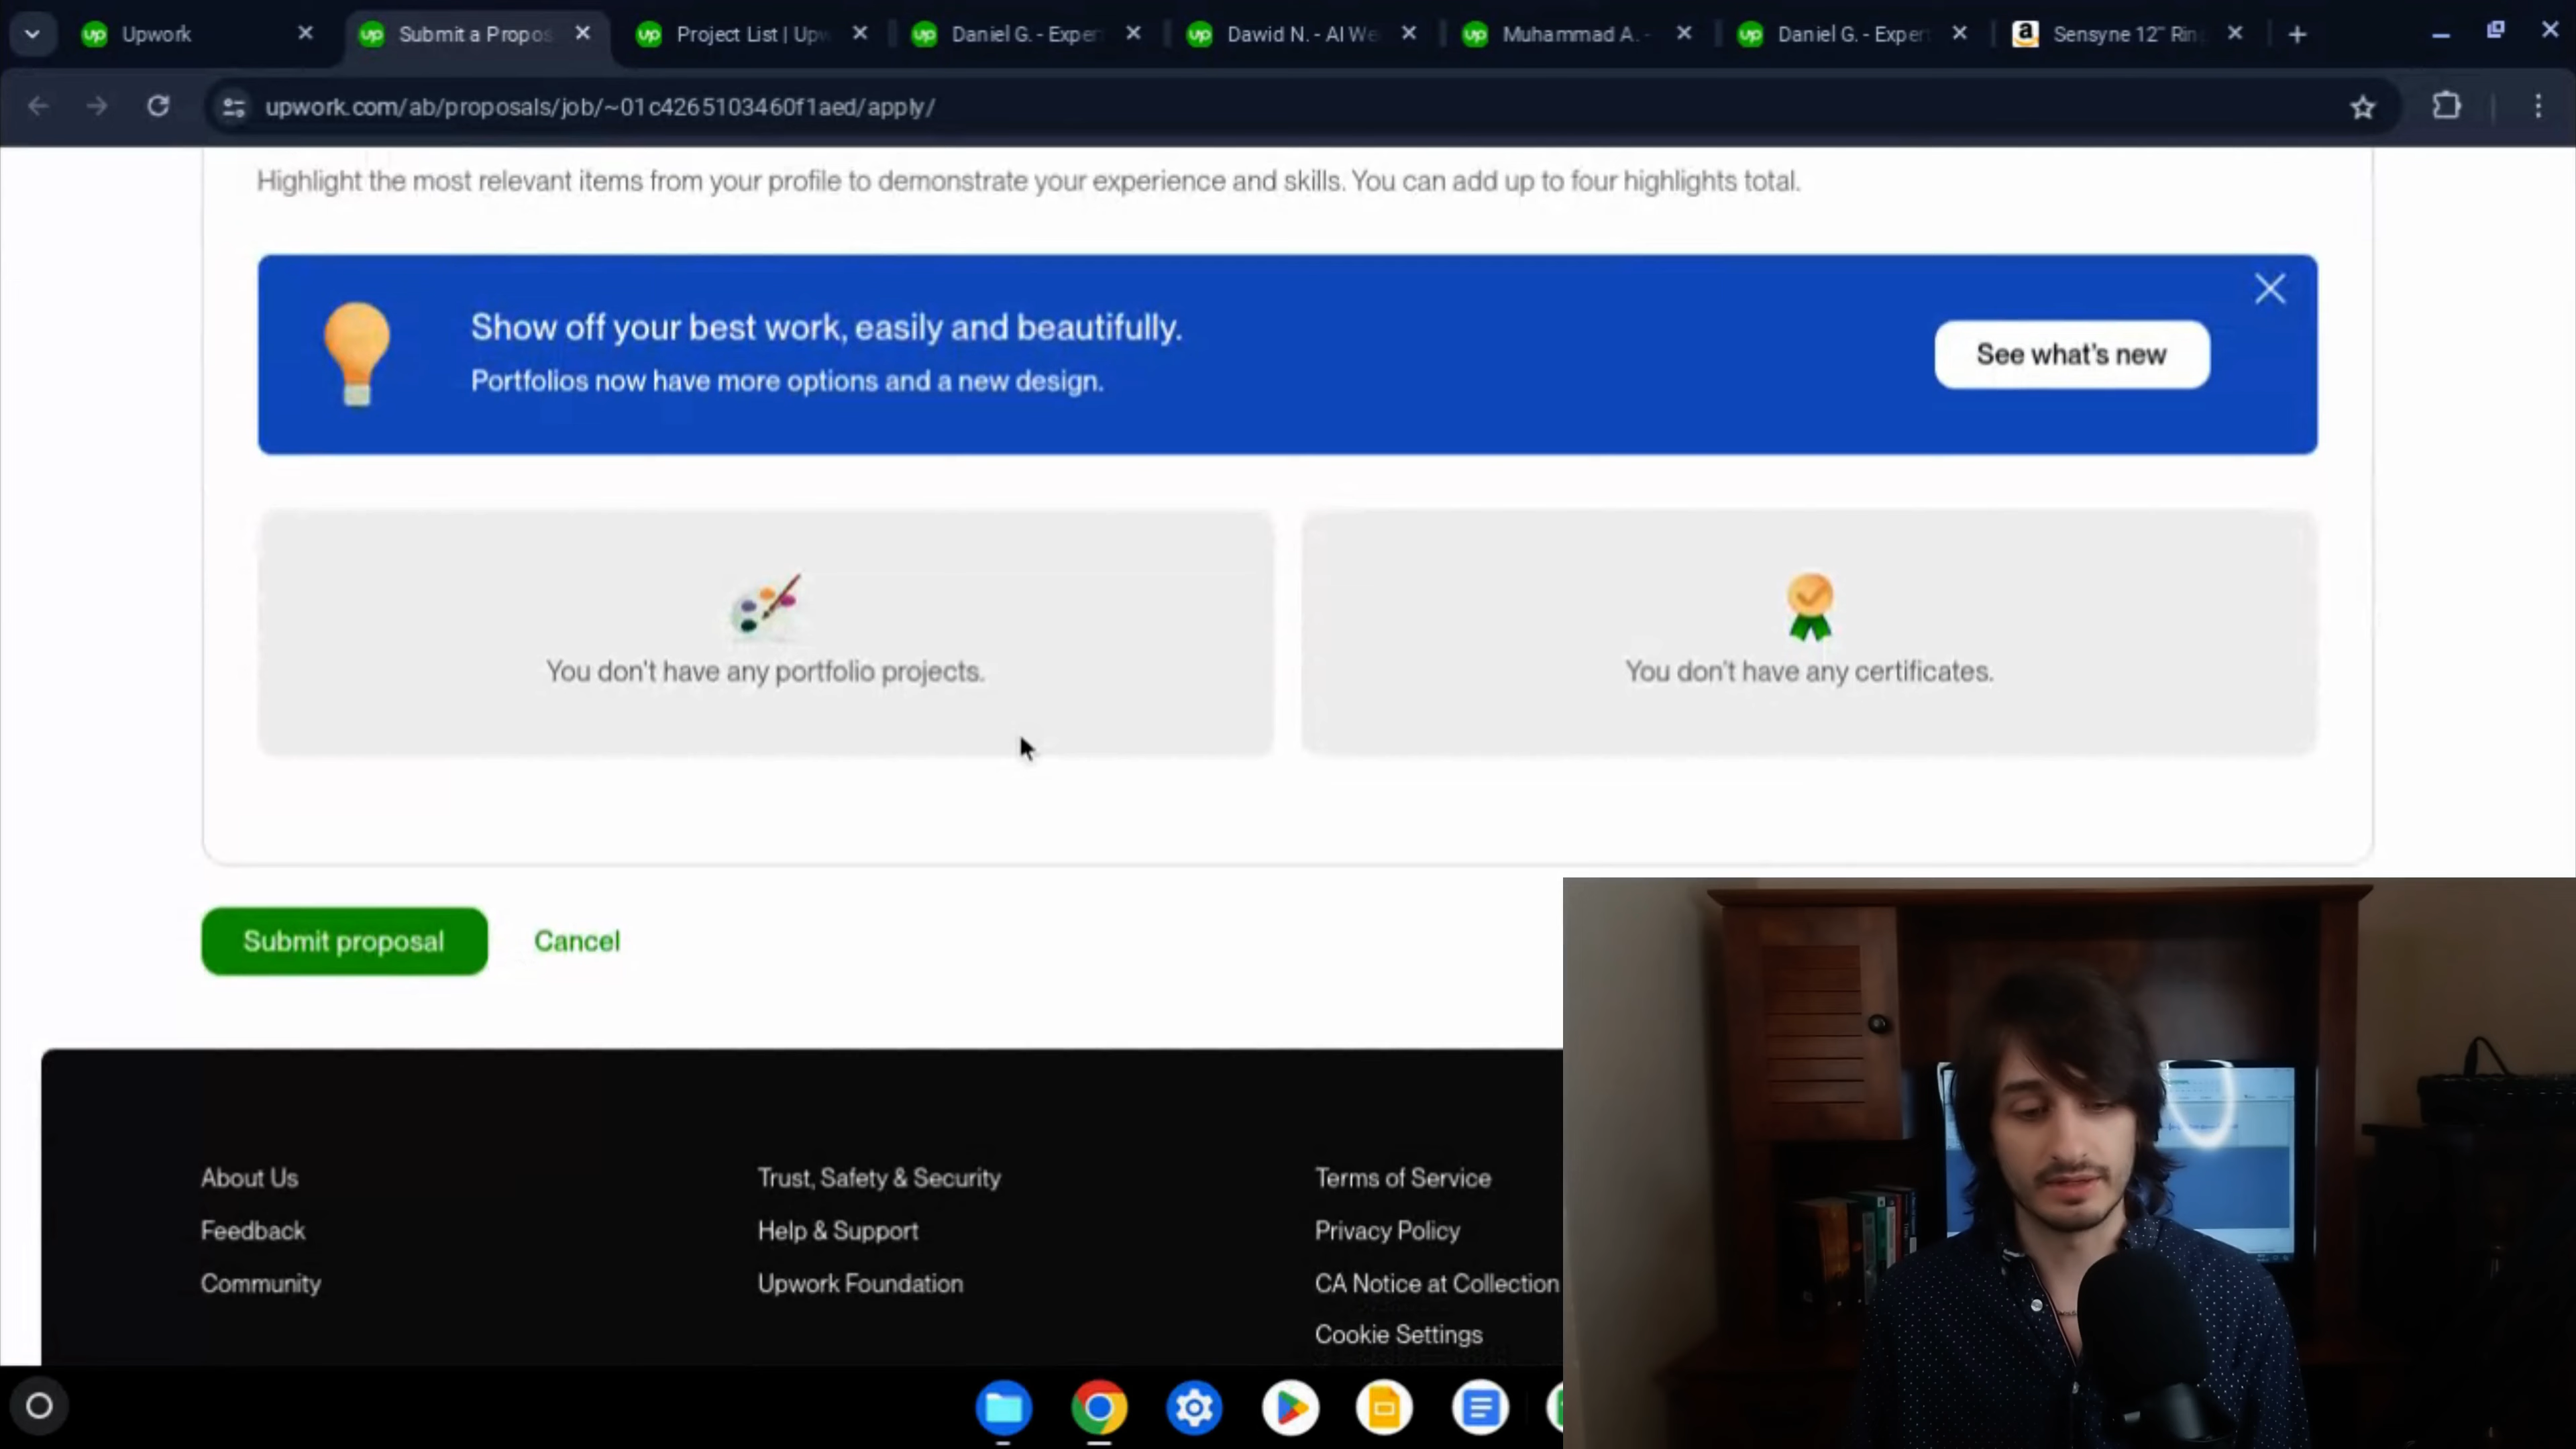 Upwork
Submit a Propos
Project List | Upw
Daniel G. - Exper
Dawid N. - AI We
Muhammad A. -
Daniel G. - Expert
Sensyne 12" Rin
upwork.com/ab/proposals/job/~01c4265103460f1aed/apply/
Highlight the most relevant items from your profile to demonstrate your experience and skills. You can add up to four highlights total.
Show off your best work, easily and beautifully.
Portfolios now have more options and a new design.
See what's new
You don't have any portfolio projects.
You don't have any certificates.
Submit proposal
Cancel
About Us
Trust, Safety & Security
Terms of Service
Feedback
Help & Support
Privacy Policy
Community
Upwork Foundation
CA Notice at Collection
Cookie Settings